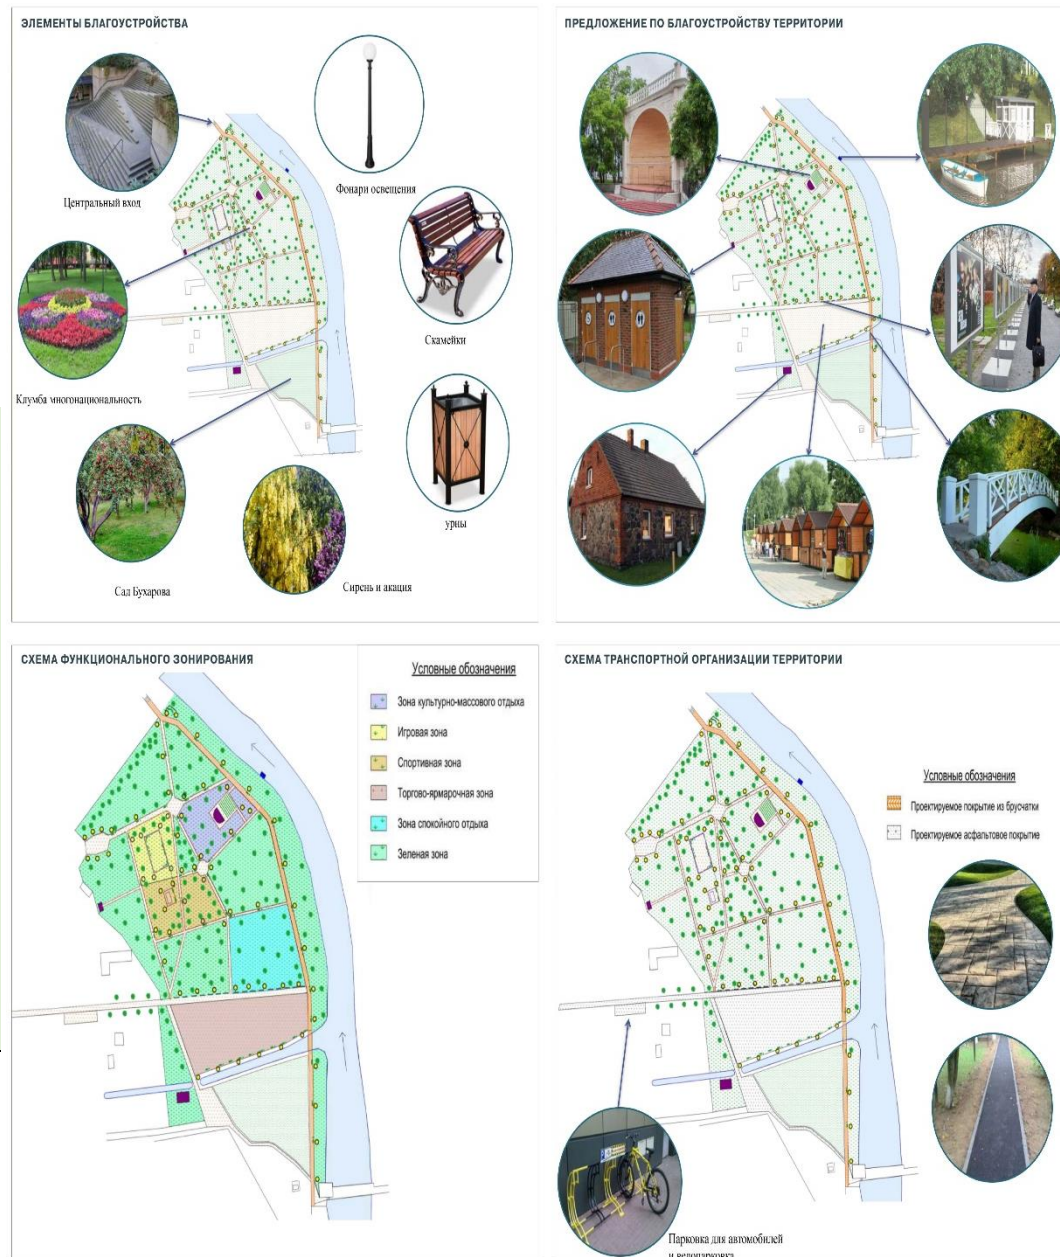 ЭЛЕМЕНТЫ БЛАГОУСТРОЙСТВА
Центральный вход
Фонари освещения
Скамейки
Клумба многонациональность
урны
Сад Бухарова
Сирень и акация
ПРЕДЛОЖЕНИЕ ПО БЛАГОУСТРОЙСТВУ ТЕРРИТОРИИ
СХЕМА ФУНКЦИОНАЛЬНОГО ЗОНИРОВАНИЯ
Условные обозначения
Зона культурно-массового отдыха
Игровая зона
Спортивная зона
Торгово-ярмарочная зона
Зона спокойного отдыха
Зеленая зона
СХЕМА ТРАНСПОРТНОЙ ОРГАНИЗАЦИИ ТЕРРИТОРИИ
Условные обозначения
Проектируемое покрытие из брусчатки
Проектируемое асфальтовое покрытие
Парковка для автомобилей
и велопарковка